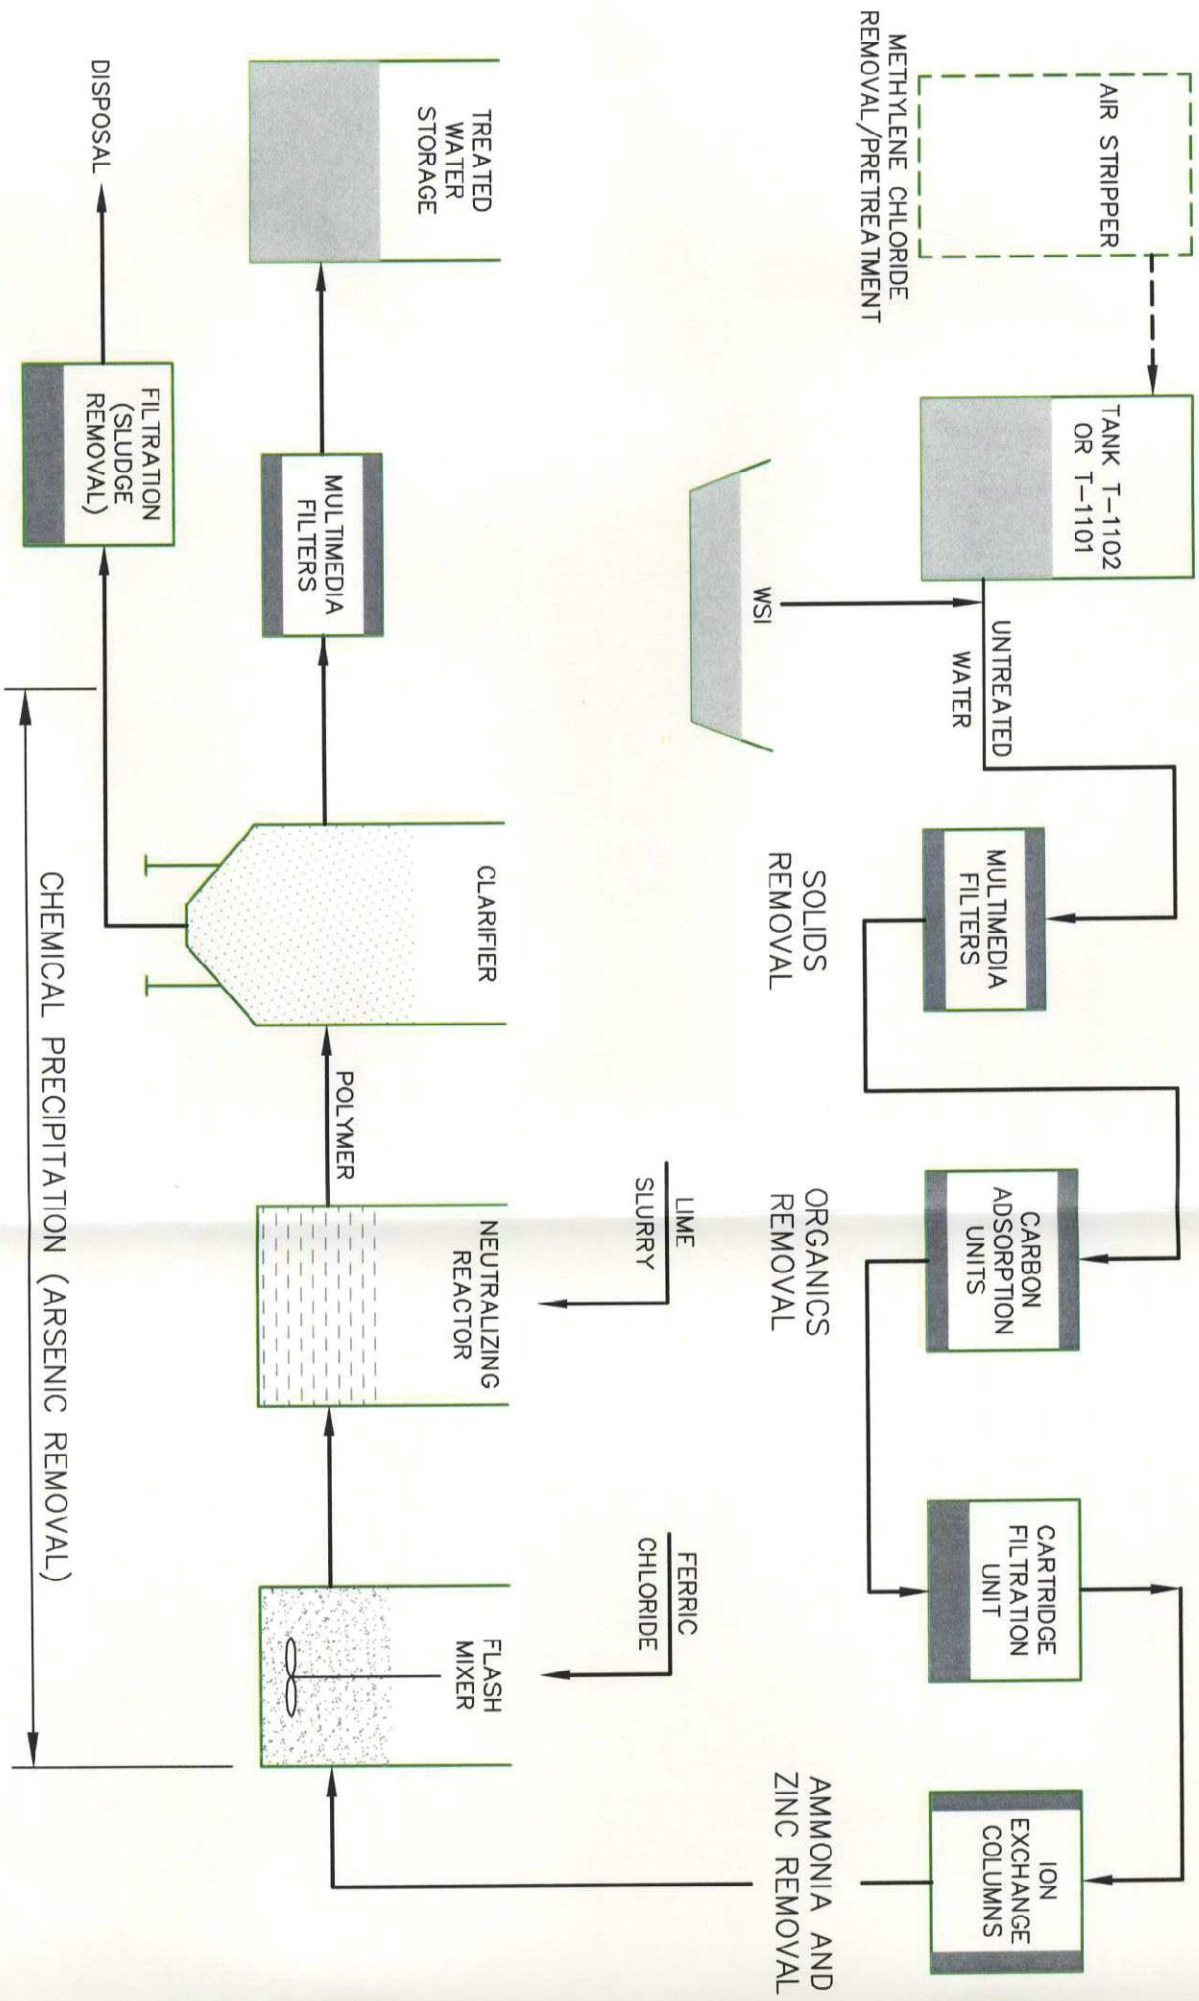 AIR STRIPPER
METHYLENE CHLORIDE
REMOVAL/PRETREATMENT
TANK T-1102
OR T-1101
UNTREATED
WATER
WSI
MULTIMEDIA
FILTERS
SOLIDS
REMOVAL
CARBON
ADSORPTION
UNITS
ORGANICS
REMOVAL
CARTRIDGE
FILTRATION
UNIT
ION
EXCHANGE
COLUMNS
AMMONIA AND
ZINC REMOVAL
TREATED
WATER
STORAGE
MULTIMEDIA
FILTERS
CLARIFIER
POLYMER
LIME
SLURRY
NEUTRALIZING
REACTOR
FERRIC
CHLORIDE
FLASH
MIXER
DISPOSAL
FILTRATION
(SLUDGE
REMOVAL)
CHEMICAL PRECIPITATION (ARSENIC REMOVAL)